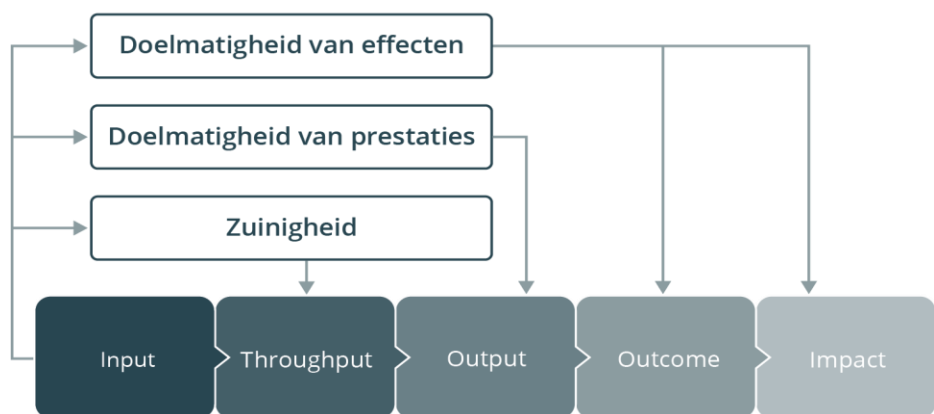 Doelmatigheid van effecten
Doelmatigheid van prestaties
Zuinigheid
Input
Throughput
Output
Outcome
Impact